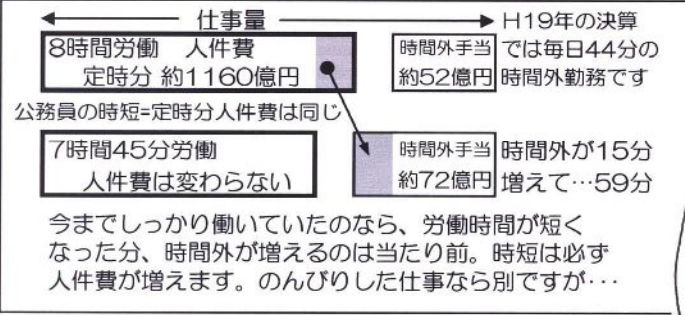 仕事量
H19年の決算
8時間労働 人件費
時間外手当
では毎日44分の
定時分 約1160億円
約52億円
時間外勤務です
公務員の時短=定時分人件費は同じ
7時間45分労働
時間外手当
時間外が15分
人件費は変わらない
約72億円
増えて…59分
今までしっかり働いていたのなら、労働時間が短く
なった分、時間外が増えるのは当たり前。時短は必ず
人件費が増えます。のんびりした仕事なら別ですが・・・